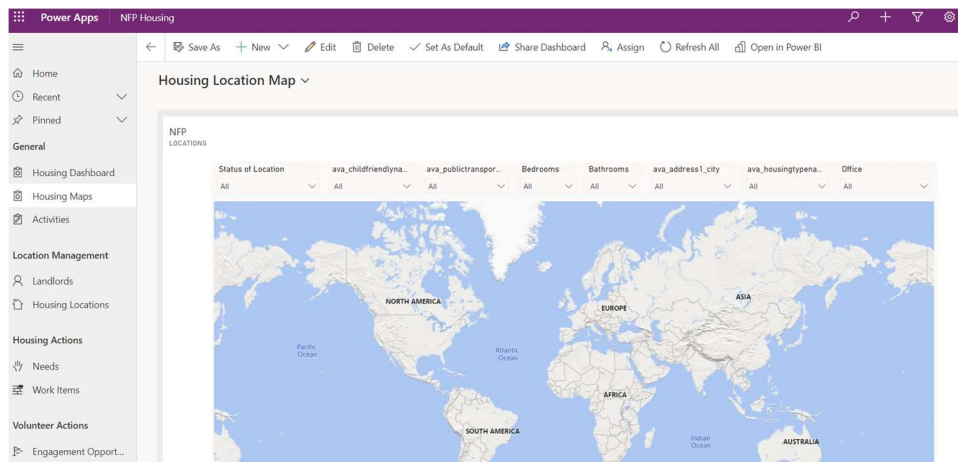 Power Apps NFP Housing
Save As New Edit Delete Set As Default Share Dashboard Assign Refresh All Open in Power BI
Home
Recent
Pinned
General
Housing Dashboard
Housing Maps
Activities
Location Management
Landlords
Housing Locations
Housing Actions
Needs
Work Items
Volunteer Actions
Engagement Opport...
Housing Location Map
NFP
LOCATIONS
Status of Location ava_childfriendlyna... ava_publictranspor... Bedrooms Bathrooms ava_address1_city ava_housingtypena... Office
All All All All All All All All
NORTH AMERICA
EUROPE
ASIA
Pacific
Ocean
Atlantic
Ocean
AFRICA
SOUTH AMERICA
Indian
Ocean
AUSTRALIA